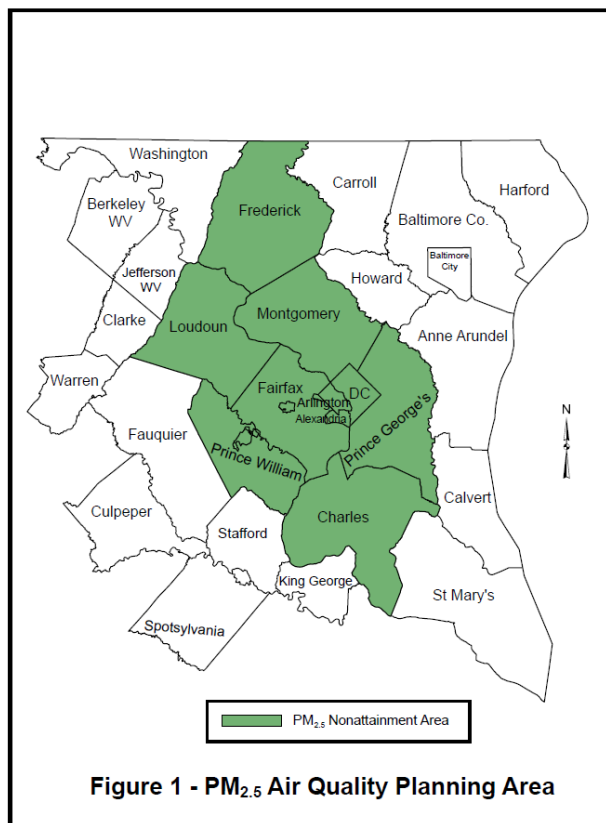 Washington
Carroll
Harford
Frederick
Berkeley
WV
Baltimore Co.
Baltimore
City
Jefferson
WV
Howard
Clarke
Loudoun
Montgomery
Anne Arundel
Warren
Fairfax
DC
Arlington
Alexandria
Prince George's
N
Fauquier
Prince William
Calvert
Culpeper
Charles
Stafford
King George
St Mary's
Spotsylvania
PM2.5 Nonattainment Area
Figure 1 - PM2.5 Air Quality Planning Area